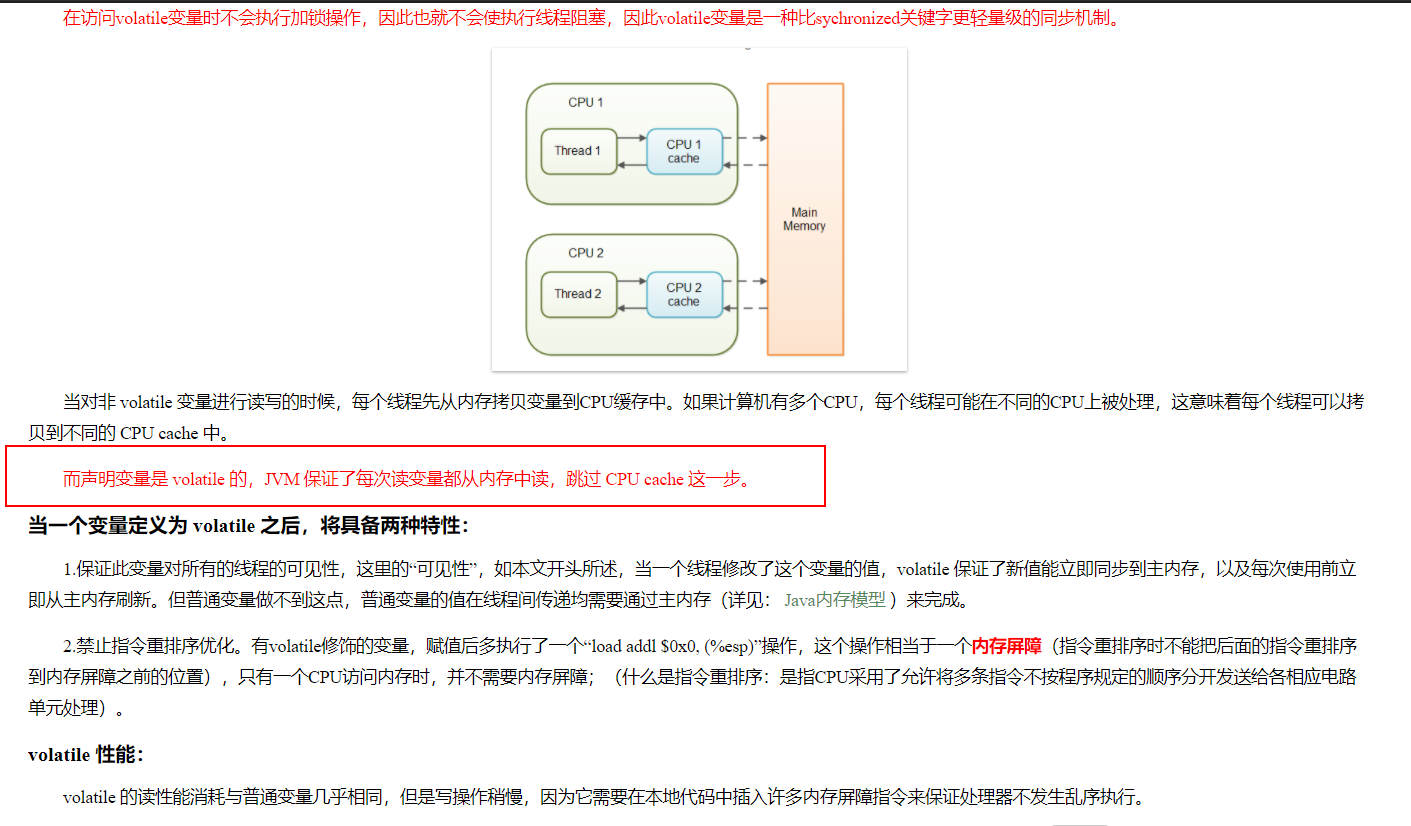 在访问volatile变量时不会执行加锁操作，因此也就不会使执行线程阻塞，因此volatile变量是一种比sychronized关键字更轻量级的同步机制。
CPU 1
Thread 1
CPU 1
cache
Main
Memory
CPU 2
Thread 2
CPU 2
cache
当对非 volatile 变量进行读写的时候，每个线程先从内存拷贝变量到CPU缓存中。如果计算机有多个CPU，每个线程可能在不同的CPU上被处理，这意味着每个线程可以拷
贝到不同的 CPU cache 中。
而声明变量是 volatile 的，JVM 保证了每次读变量都从内存中读，跳过 CPU cache 这一步。
当一个变量定义为 volatile 之后，将具备两种特性：
1.保证此变量对所有的线程的可见性，这里的“可见性”，如本文开头所述，当一个线程修改了这个变量的值，volatile 保证了新值能立即同步到主内存，以及每次使用前立
即从主内存刷新。但普通变量做不到这点，普通变量的值在线程间传递均需要通过主内存（详见： Java内存模型 ）来完成。
2.禁止指令重排序优化。有volatile修饰的变量，赋值后多执行了一个“load addl $0x0, (%esp)”操作，这个操作相当于一个内存屏障（指令重排序时不能把后面的指令重排序
到内存屏障之前的位置），只有一个CPU访问内存时，并不需要内存屏障；（什么是指令重排序：是指CPU采用了允许将多条指令不按程序规定的顺序分开发送给各相应电路
单元处理）。
volatile 性能：
volatile 的读性能消耗与普通变量几乎相同，但是写操作稍慢，因为它需要在本地代码中插入许多内存屏障指令来保证处理器不发生乱序执行。